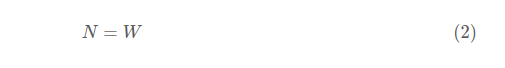 N = W (2)